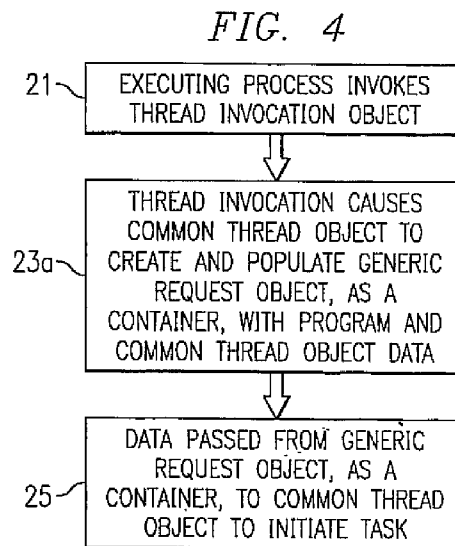 FIG. 4
21
EXECUTING PROCESS INVOKES
THREAD INVOCATION OBJECT
23a
THREAD INVOCATION CAUSES
COMMON THREAD OBJECT TO
CREATE AND POPULATE GENERIC
REQUEST OBJECT, AS A
CONTAINER, WITH PROGRAM AND
COMMON THREAD OBJECT DATA
25
DATA PASSED FROM GENERIC
REQUEST OBJECT, AS A
CONTAINER, TO COMMON THREAD
OBJECT TO INITIATE TASK